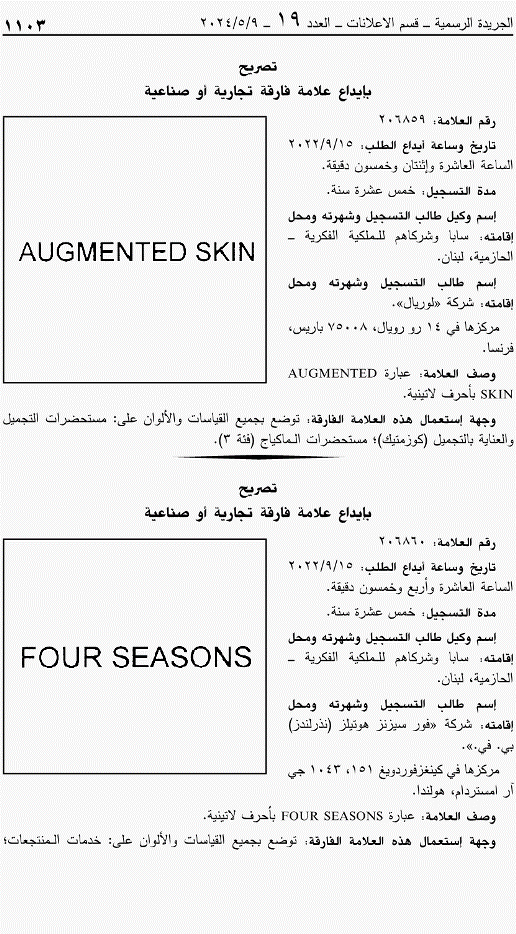 الجريدة الرسمية – قسم الاعلانات – العدد ١٩ – ٢٠٢٤/٥/٩
١١٠٣
تصريح
بإيداع علامة فارقة تجارية أو صناعية
AUGMENTED SKIN
رقم العلامة: ٢٠٦٨٥٩
تاريخ وساعة أيداع الطلب: ٢٠٢٢/٩/١٥
الساعة العاشرة وإثنتان وخمسون دقيقة.
مدة التسجيل: خمس عشرة سنة.
إسم وكيل طالب التسجيل وشهرته ومحل
إقامته: سابا وشركاهم للملكية الفكرية –
الحازمية، لبنان.
إسم طالب التسجيل وشهرته ومحل
إقامته: شركة «لوريال».
مركزها في ١٤ رو رويال، ٧٥٠٠٨ باريس،
فرنسا.
وصف العلامة: عبارة AUGMENTED
SKIN بأحرف لاتينية.
وجهة إستعمال هذه العلامة الفارقة: توضع بجميع القياسات والألوان على: مستحضرات التجميل
والعناية بالتجميل (كوزمتيك)؛ مستحضرات الماكياج (فئة ٣).
تصريح
بإيداع علامة فارقة تجارية أو صناعية
FOUR SEASONS
رقم العلامة: ٢٠٦٨٦٠
تاريخ وساعة أيداع الطلب: ٢٠٢٢/٩/١٥
الساعة العاشرة وأربع وخمسون دقيقة.
مدة التسجيل: خمس عشرة سنة.
إسم وكيل طالب التسجيل وشهرته ومحل
إقامته: سابا وشركاهم للملكية الفكرية –
الحازمية، لبنان.
إسم طالب التسجيل وشهرته ومحل
إقامته: شركة «فور سيزنز هوتيلز (نذرلندز)
بي. في.».
مركزها في كينغزفوردويغ ١٥١، ١٠٤٣ جي
آر امستردام، هولندا.
وصف العلامة: عبارة FOUR SEASONS بأحرف لاتينية.
وجهة إستعمال هذه العلامة الفارقة: توضع بجميع القياسات والألوان على: خدمات المنتجعات؛